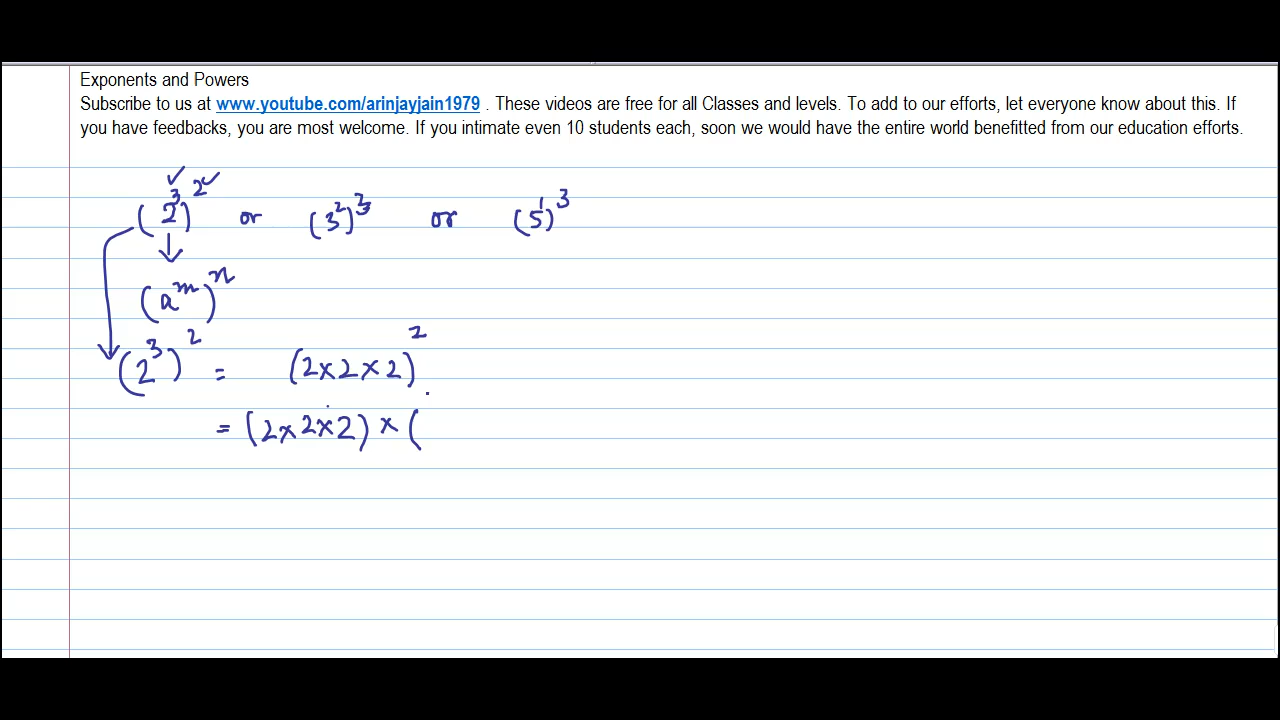 Exponents and Powers
Subscribe to us at www.youtube.com/arinjayjain1979 . These videos are free for all Classes and levels. To add to our efforts, let everyone know about this. If
you have feedbacks, you are most welcome. If you intimate even 10 students each, soon we would have the entire world benefitted from our education efforts.
(2³)² or (3²) or (5¹)³
(aᵐ)ⁿ
(2³)² = (2×2×2)²
= (2×2×2) × (